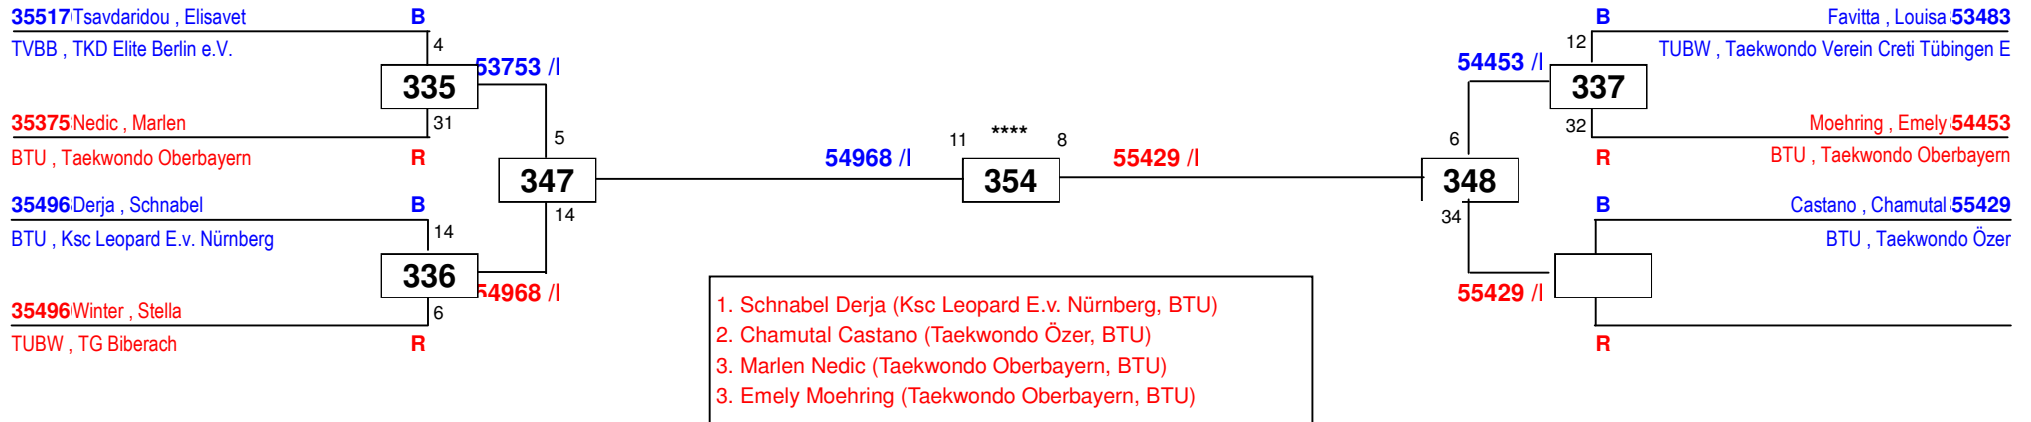 35517 Tsavdaridou , Elisavet B
4
TVBB , TKD Elite Berlin e.V.
53753 /l
335
31
35375 Nedic , Marlen
BTU , Taekwondo Oberbayern R
5
347
14
35496 Derja , Schnabel B
14
BTU , Ksc Leopard E.v. Nürnberg
336
54968 /l
35496 Winter , Stella
6
TUBW , TG Biberach R
54968 /l
11 **** 8
354
55429 /l
B Favitta , Louisa 53483
12
TUBW , Taekwondo Verein Creti Tübingen E
54453 /l
337
32
Moehring , Emely 54453
R BTU , Taekwondo Oberbayern
6
348
34
B Castano , Chamutal 55429
BTU , Taekwondo Özer
55429 /l
R
1. Schnabel Derja (Ksc Leopard E.v. Nürnberg, BTU)
2. Chamutal Castano (Taekwondo Özer, BTU)
3. Marlen Nedic (Taekwondo Oberbayern, BTU)
3. Emely Moehring (Taekwondo Oberbayern, BTU)